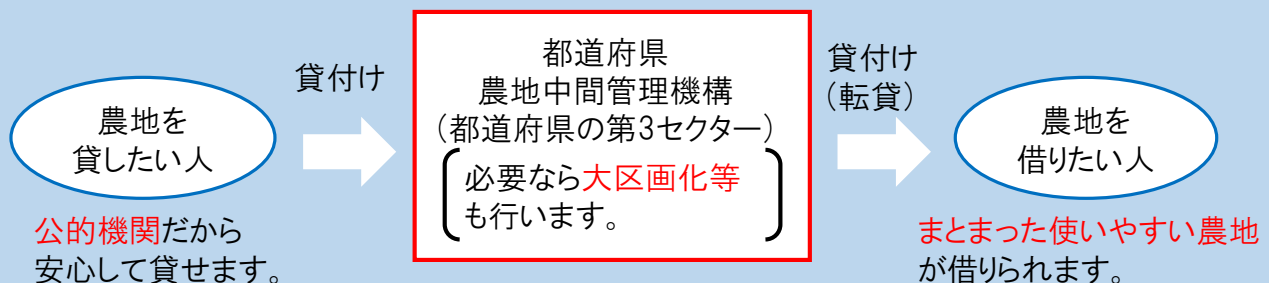 農地を
貸したい人
公的機関だから
安心して貸せます。
貸付け
都道府県
農地中間管理機構
（都道府県の第3セクター）
必要なら大区画化等
も行います。
貸付け
（転貸）
農地を
借りたい人
まとまった使いやすい農地
が借りられます。